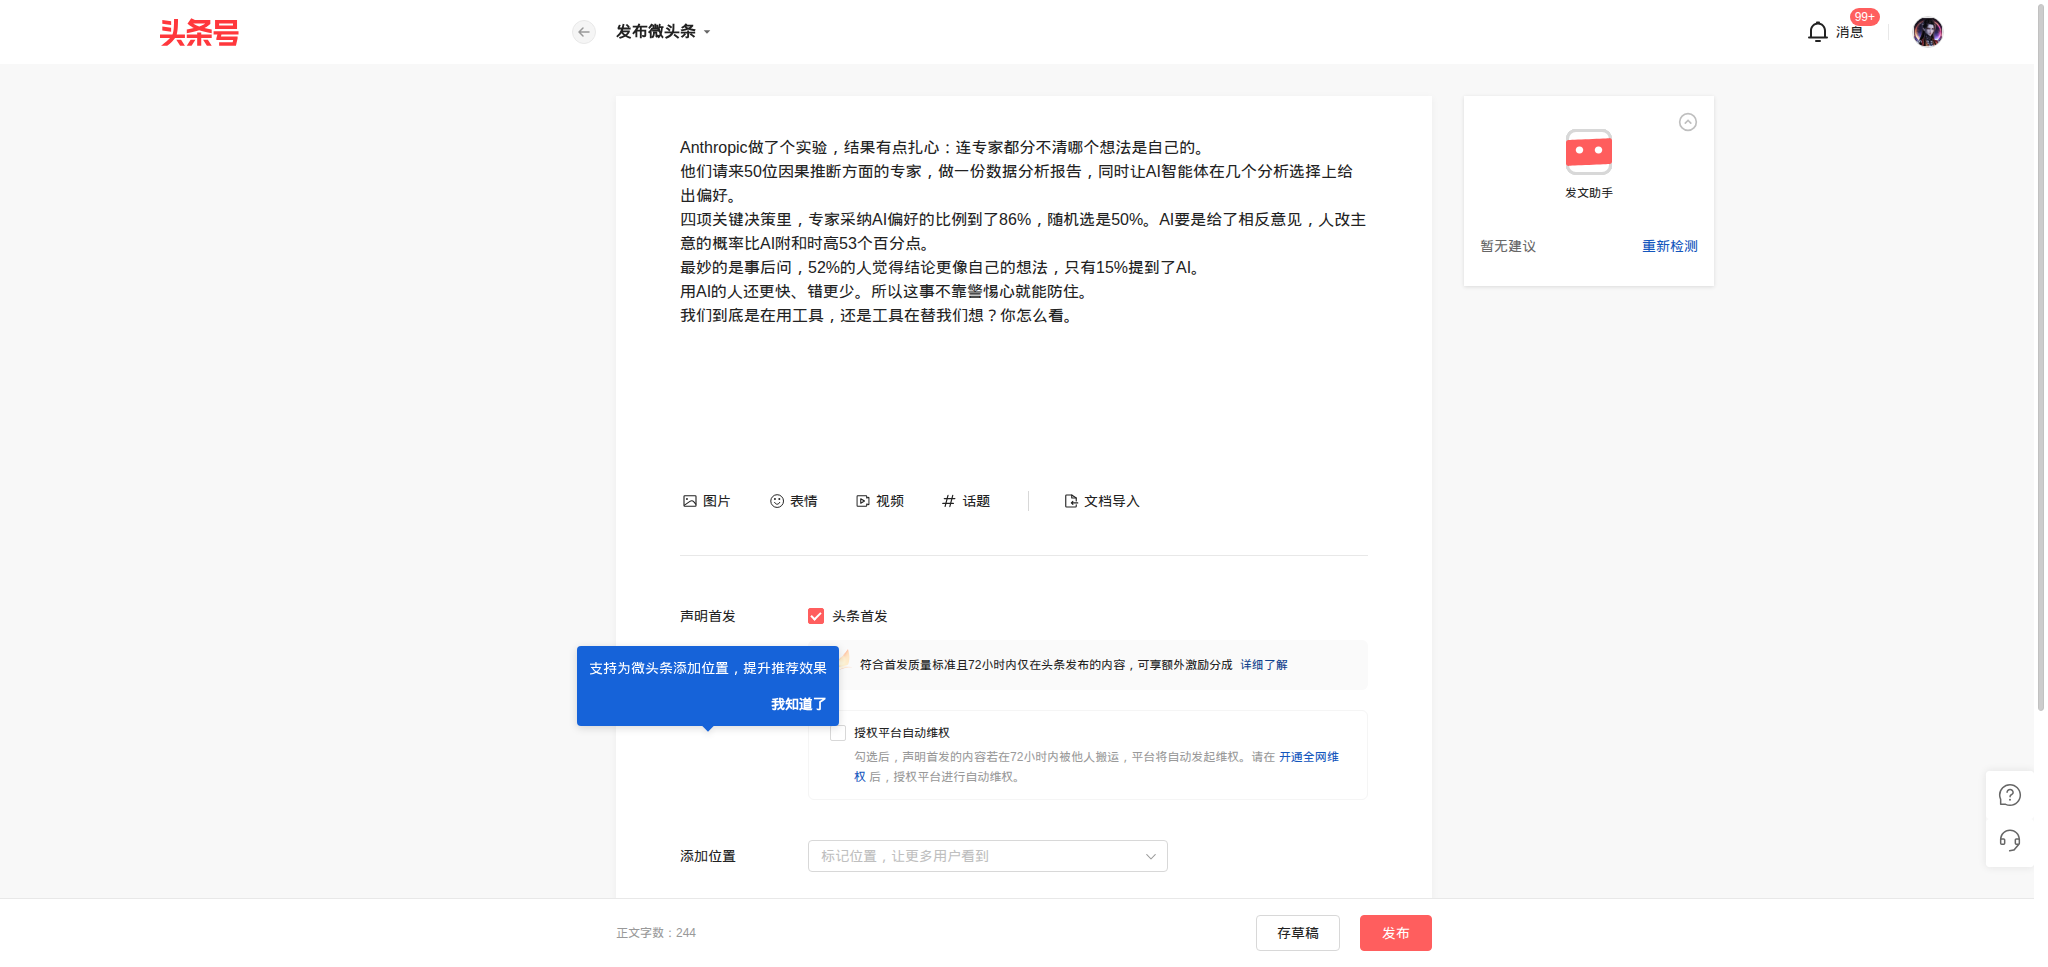 头条号
发布微头条
消息
99+
Anthropic做了个实验，结果有点扎心：连专家都分不清哪个想法是自己的。
他们请来50位因果推断方面的专家，做一份数据分析报告，同时让AI智能体在几个分析选择上给
出偏好。
四项关键决策里，专家采纳AI偏好的比例到了86%，随机选是50%。AI要是给了相反意见，人改主
意的概率比AI附和时高53个百分点。
最妙的是事后问，52%的人觉得结论更像自己的想法，只有15%提到了AI。
用AI的人还更快、错更少。所以这事不靠警惕心就能防住。
我们到底是在用工具，还是工具在替我们想？你怎么看。
发文助手
暂无建议
重新检测
图片
表情
视频
# 话题
文档导入
声明首发
头条首发
符合首发质量标准且72小时内仅在头条发布的内容，可享额外激励分成 详细了解
支持为微头条添加位置，提升推荐效果
我知道了
授权平台自动维权
勾选后，声明首发的内容若在72小时内被他人搬运，平台将自动发起维权。请在 开通全网维
权 后，授权平台进行自动维权。
添加位置
标记位置，让更多用户看到
正文字数：244
存草稿
发布